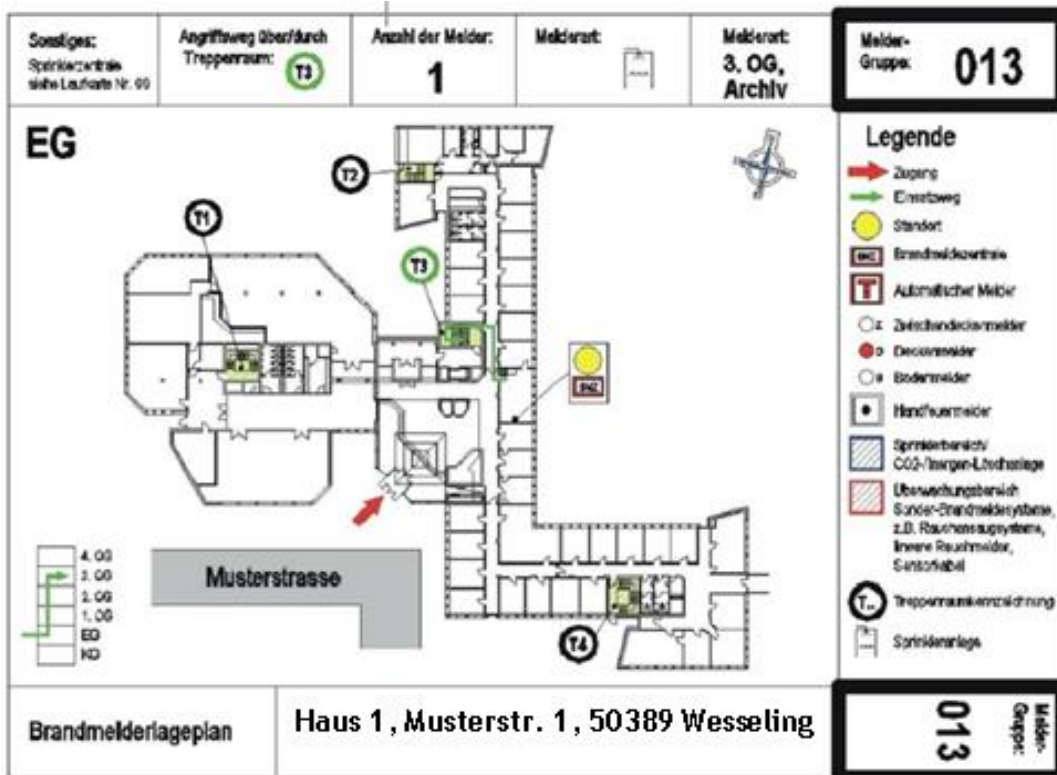 Sonstiges:
Sprinklerzentrale
siehe Laufkarte Nr. 99
Angriffsweg über/durch
Treppenraum:
T3
Anzahl der Melder:
1
Melderart:
Melderort:
3. OG,
Archiv
Melder-
Gruppe:
013
EG
T2
T1
T3
BMZ
T4
Musterstrasse
4. OG
3. OG
2. OG
1. OG
EG
KG
Legende
Zugang
Einsatzweg
Standort
BMZ Brandmeldezentrale
T Automatischer Melder
Z Zwischendeckenmelder
D Deckenmelder
B Bodenmelder
Handfeuermelder
Sprinklerbereich/
CO2-/Inergen-Löschanlage
Überwachungsbereich
Sonder-Brandmeldesysteme,
z.B. Rauchansaugsysteme,
lineare Rauchmelder,
Sensorkabel
T.. Treppenraumkennzeichnung
Sprinkleranlage
Brandmelderlageplan
Haus 1, Musterstr. 1, 50389 Wesseling
Melder-
Gruppe:
013